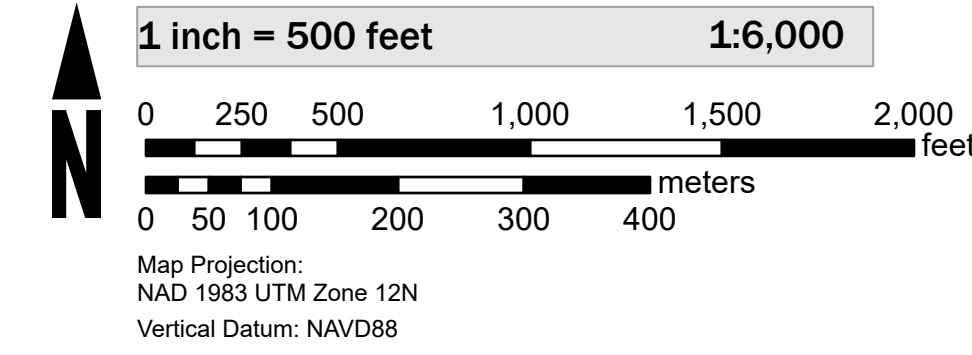 1 inch = 500 feet 1:6,000
0 250 500 1,000 1,500 2,000
feet
N
meters
0 50 100 200 300 400
Map Projection:
NAD 1983 UTM Zone 12N
Vertical Datum: NAVD88